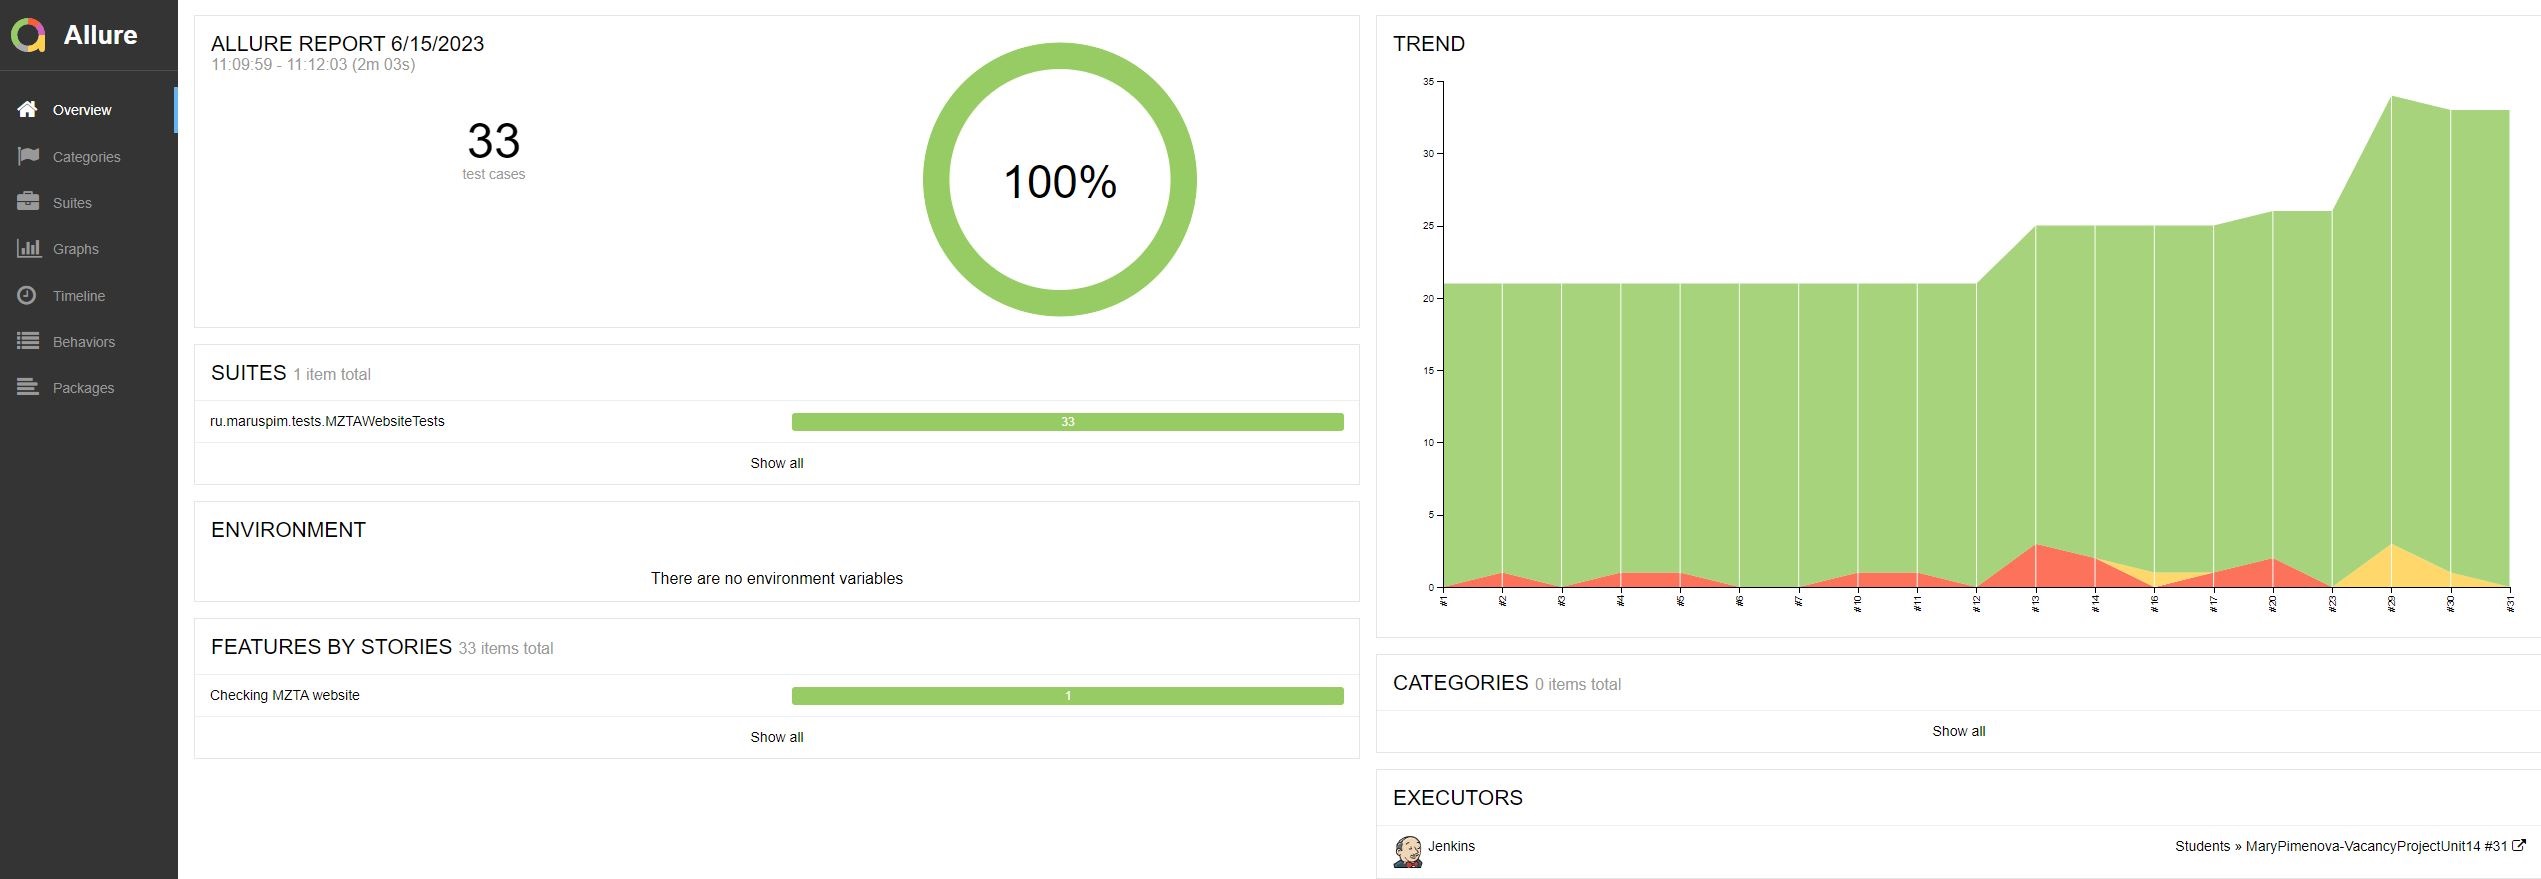 Allure
Overview
Categories
Suites
Graphs
Timeline
Behaviors
Packages
ALLURE REPORT 6/15/2023
11:09:59 - 11:12:03 (2m 03s)
33
test cases
100%
SUITES 1 item total
ru.maruspim.tests.MZTAWebsiteTests 33
Show all
ENVIRONMENT
There are no environment variables
FEATURES BY STORIES 33 items total
Checking MZTA website 1
Show all
TREND
35
30
25
20
15
10
5
0
#1 #2 #3 #4 #5 #6 #7 #10 #11 #12 #13 #14 #16 #17 #20 #23 #29 #30 #31
CATEGORIES 0 items total
Show all
EXECUTORS
Jenkins Students » MaryPimenova-VacancyProjectUnit14 #31